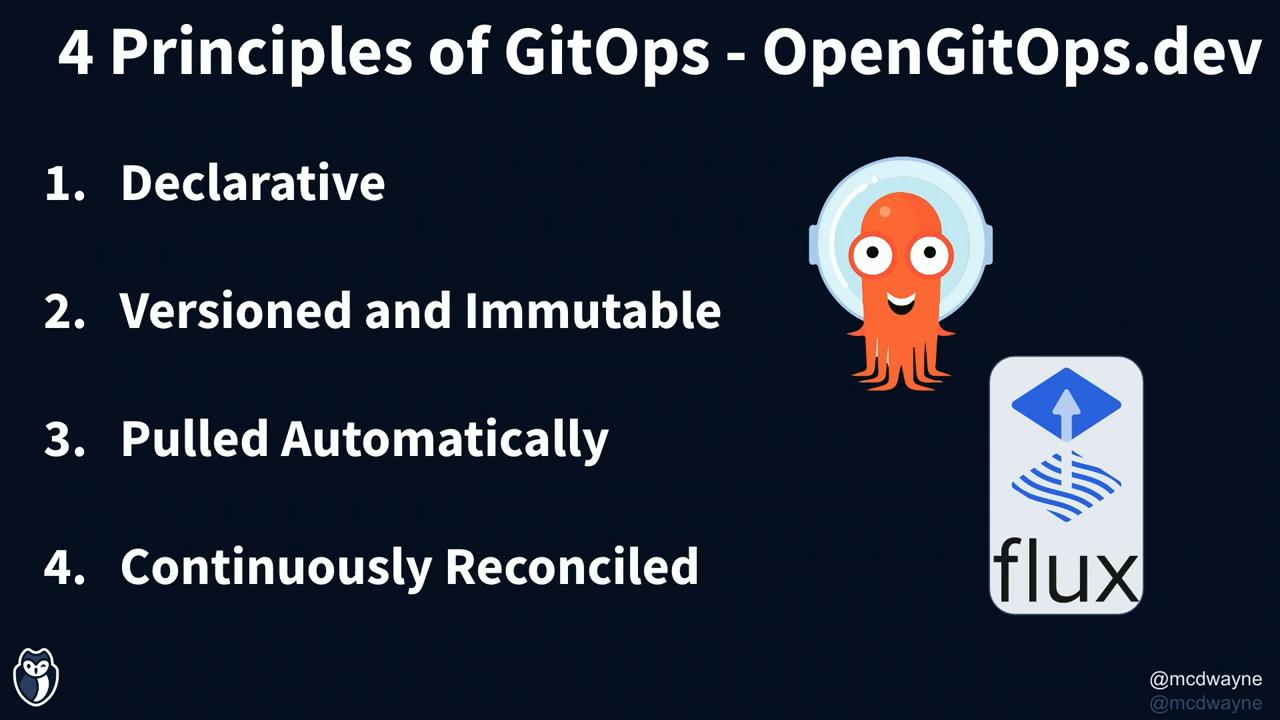 4 Principles of GitOps - OpenGitOps.dev
1. Declarative
2. Versioned and Immutable
3. Pulled Automatically
4. Continuously Reconciled
flux
@mcdwayne
@mcdwayne